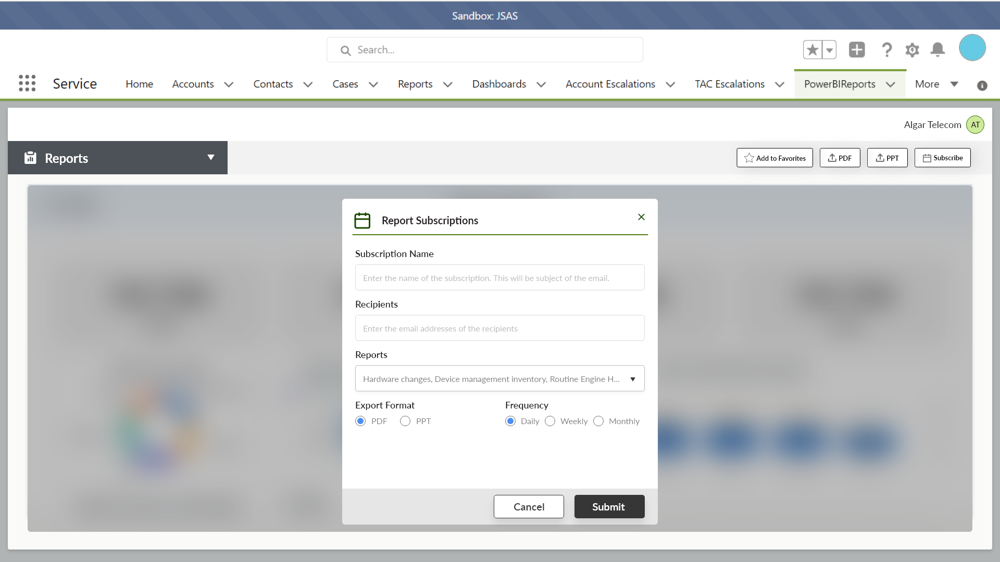 Sandbox: JSAS
Search...
Service Home Accounts Contacts Cases Reports Dashboards Account Escalations TAC Escalations PowerBIReports More
Algar Telecom AT
Reports
Add to Favorites PDF PPT Subscribe
Report Subscriptions
Subscription Name
Enter the name of the subscription. This will be subject of the email.
Recipients
Enter the email addresses of the recipients
Reports
Hardware changes, Device management inventory, Routine Engine H...
Export Format Frequency
PDF PPT Daily Weekly Monthly
Cancel Submit